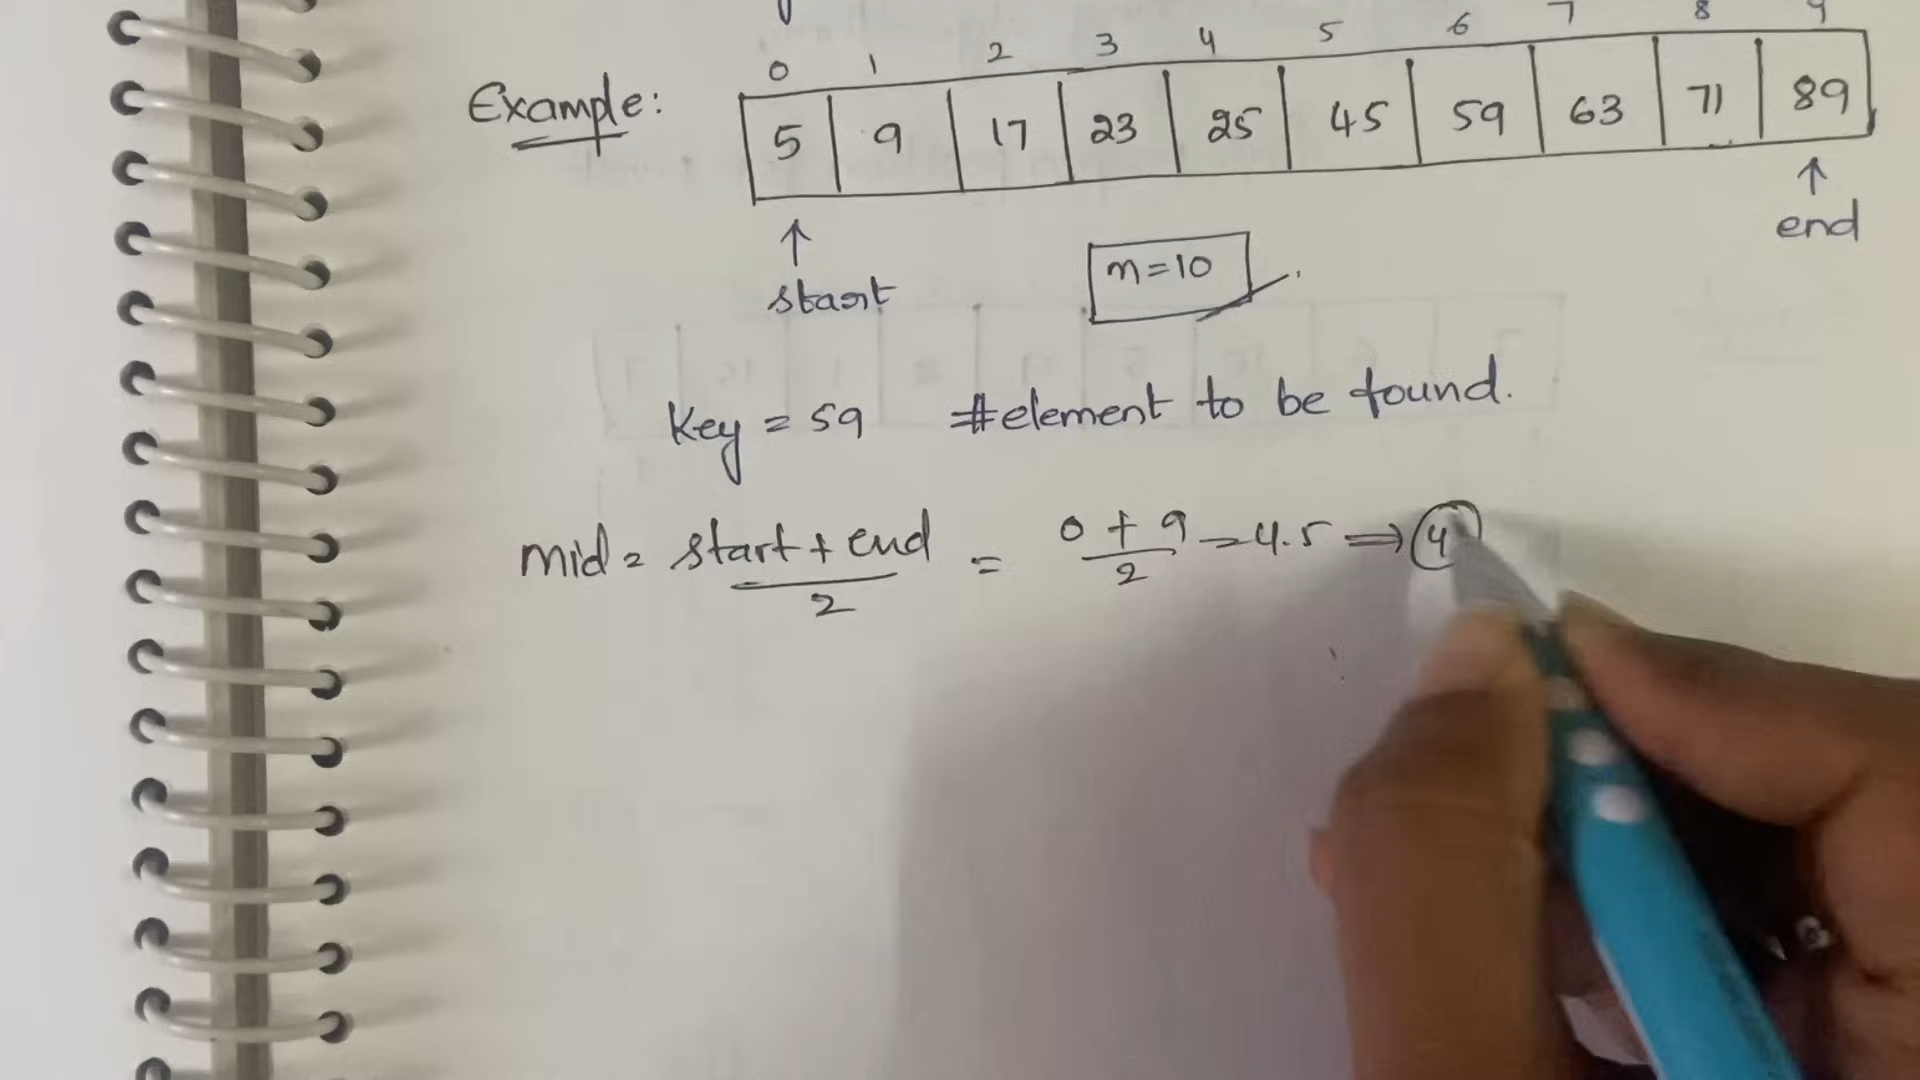 0 1 2 3 4 5 6 7 8 9
Example: 5 9 17 23 25 45 59 63 71 89
↑ start ↑ end
n=10
Key = 59 #element to be found.
mid = start + end / 2 = 0 + 9 / 2 = 4.5 ⇒ 4